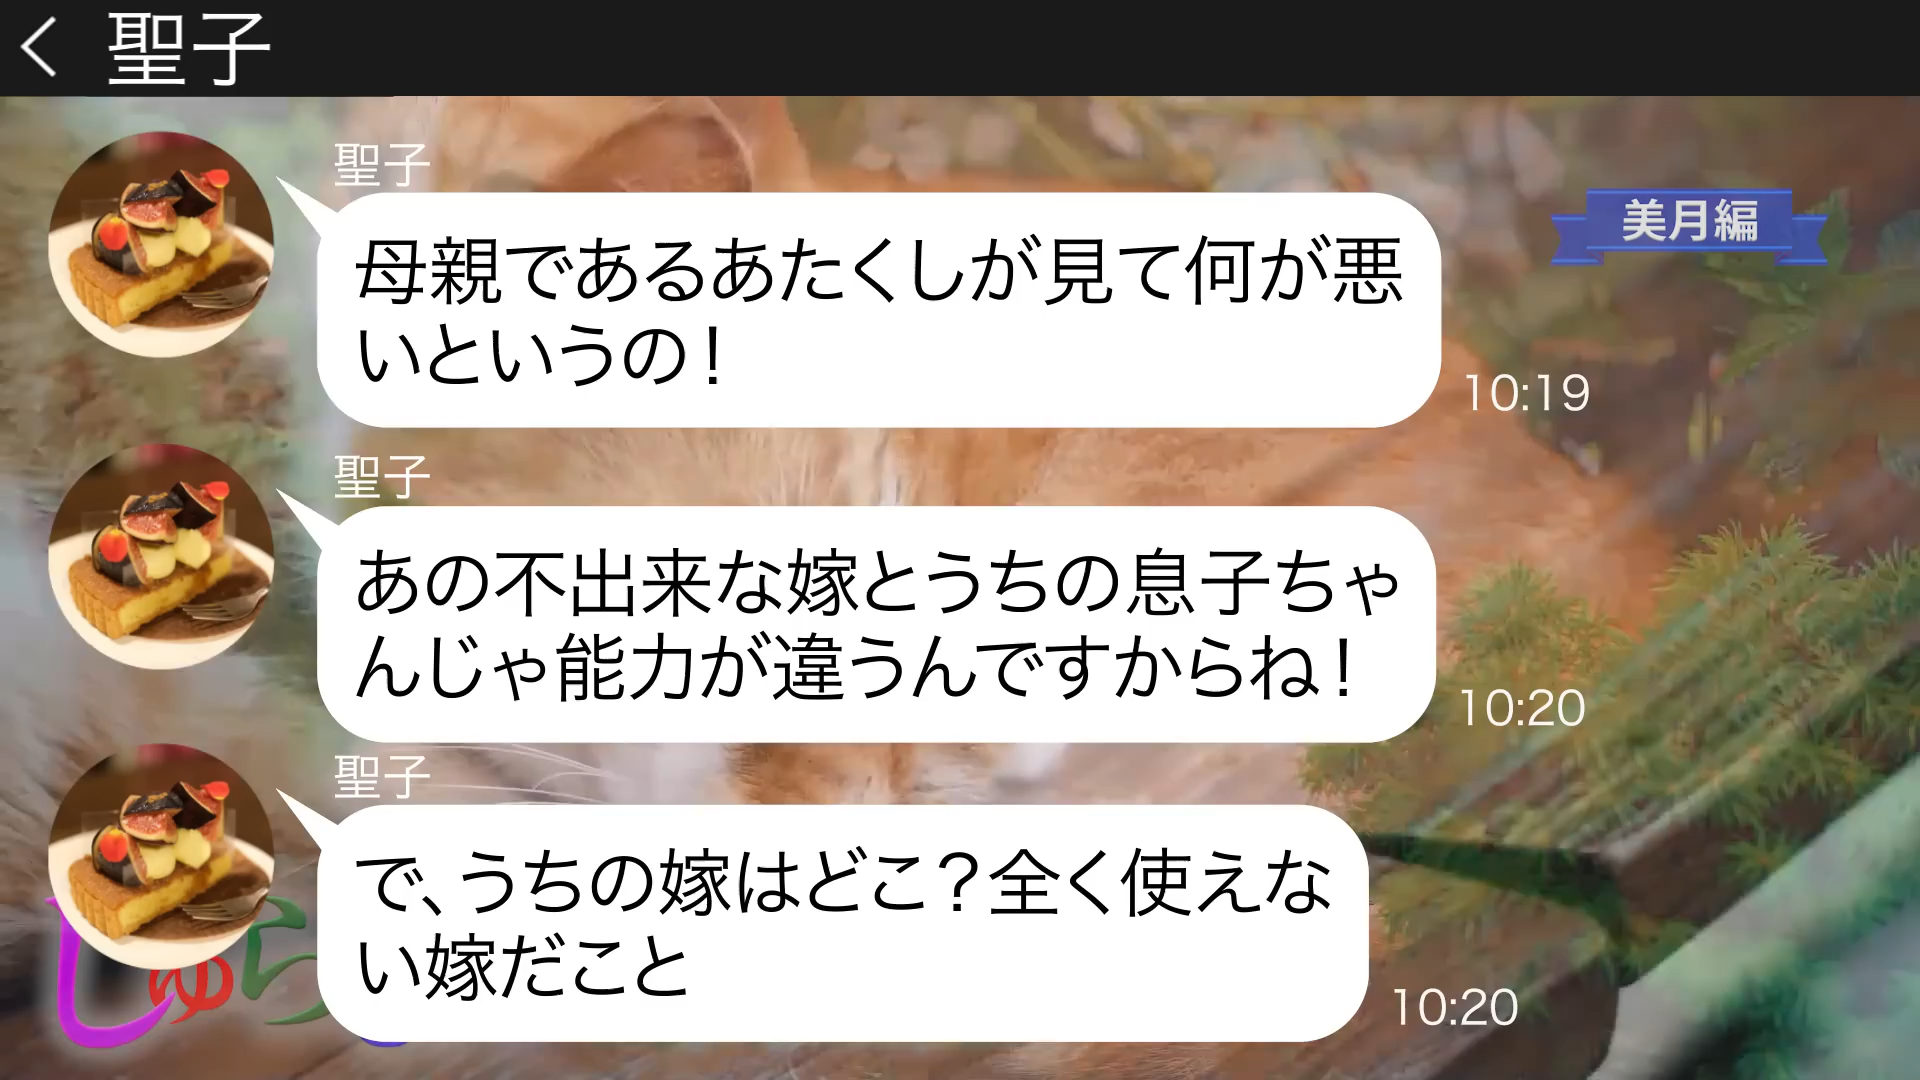 聖子
聖子
美月編
母親であるあたくしが見て何が悪
いというの！
10:19
聖子
あの不出来な嫁とうちの息子ちゃ
んじゃ能力が違うんですからね！
10:20
聖子
で、うちの嫁はどこ？全く使えな
い嫁だこと
10:20
しゅら